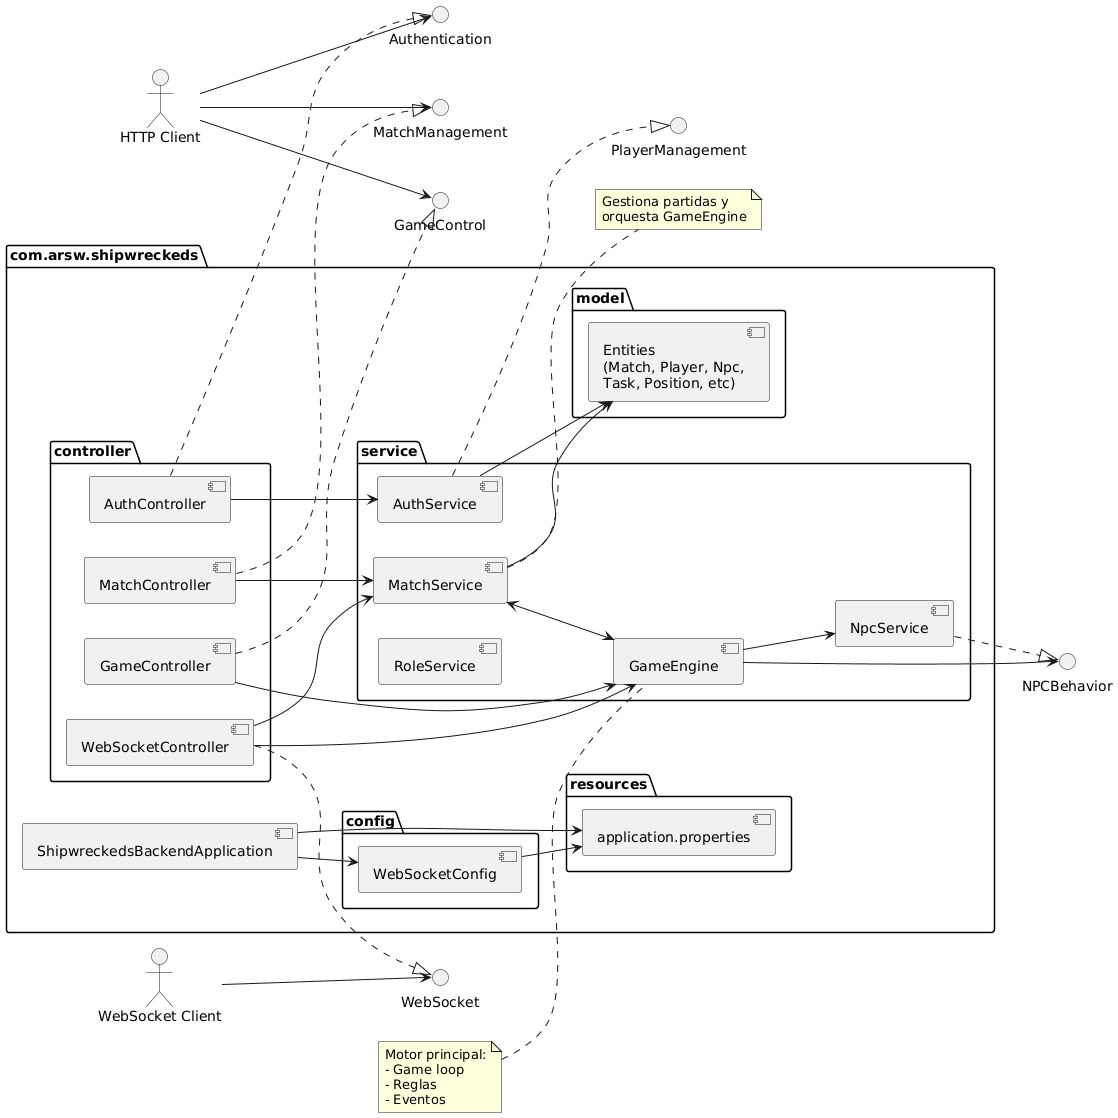 Authentication
HTTP Client
MatchManagement
PlayerManagement
GameControl
Gestiona partidas y
orquesta GameEngine
com.arsw.shipwreckeds
model
Entities
(Match, Player, Npc,
Task, Position, etc)
controller
service
AuthController
AuthService
MatchController
MatchService
GameController
RoleService
GameEngine
NpcService
NPCBehavior
WebSocketController
resources
application.properties
config
ShipwreckedsBackendApplication
WebSocketConfig
WebSocket Client
WebSocket
Motor principal:
- Game loop
- Reglas
- Eventos